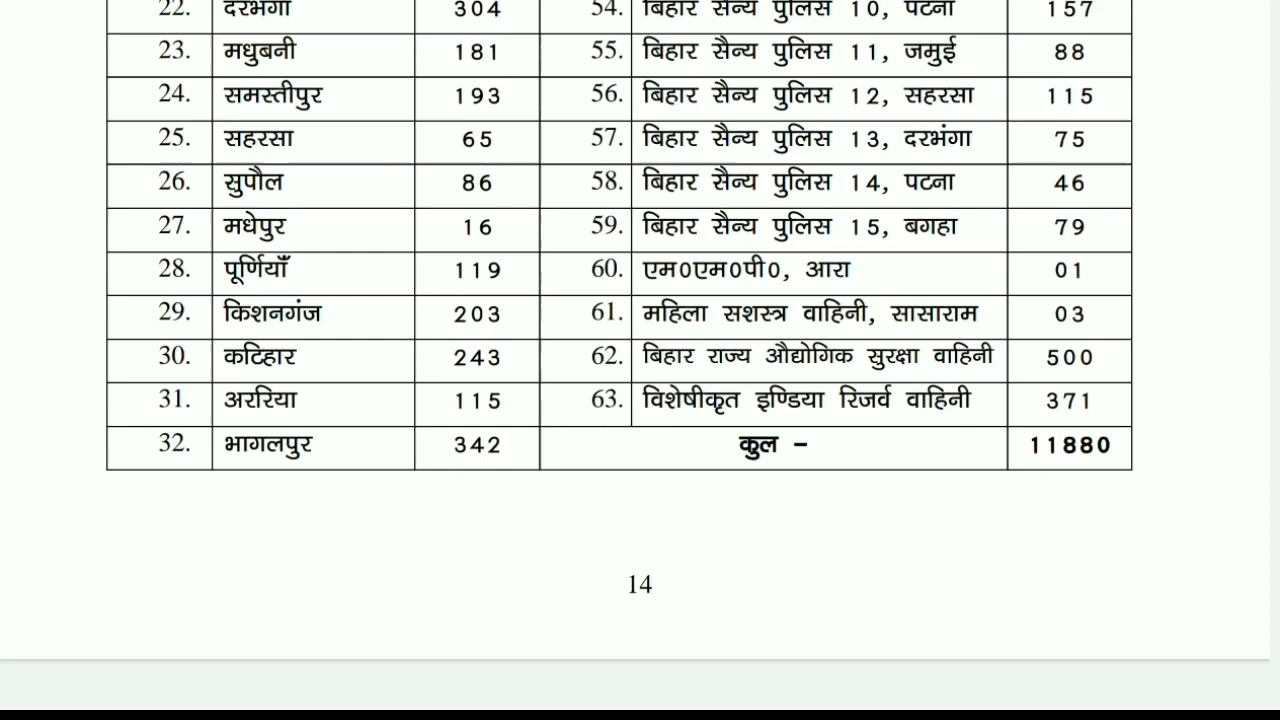 22. दरभंगा 304 54. बिहार सैन्य पुलिस 10, पटना 157
23. मधुबनी 181 55. बिहार सैन्य पुलिस 11, जमुई 88
24. समस्तीपुर 193 56. बिहार सैन्य पुलिस 12, सहरसा 115
25. सहरसा 65 57. बिहार सैन्य पुलिस 13, दरभंगा 75
26. सुपौल 86 58. बिहार सैन्य पुलिस 14, पटना 46
27. मधेपुर 16 59. बिहार सैन्य पुलिस 15, बगहा 79
28. पूर्णियाँ 119 60. एम0एम0पी0, आरा 01
29. किशनगंज 203 61. महिला सशस्त्र वाहिनी, सासाराम 03
30. कटिहार 243 62. बिहार राज्य औद्योगिक सुरक्षा वाहिनी 500
31. अररिया 115 63. विशेषीकृत इण्डिया रिजर्व वाहिनी 371
32. भागलपुर 342 कुल – 11880
14